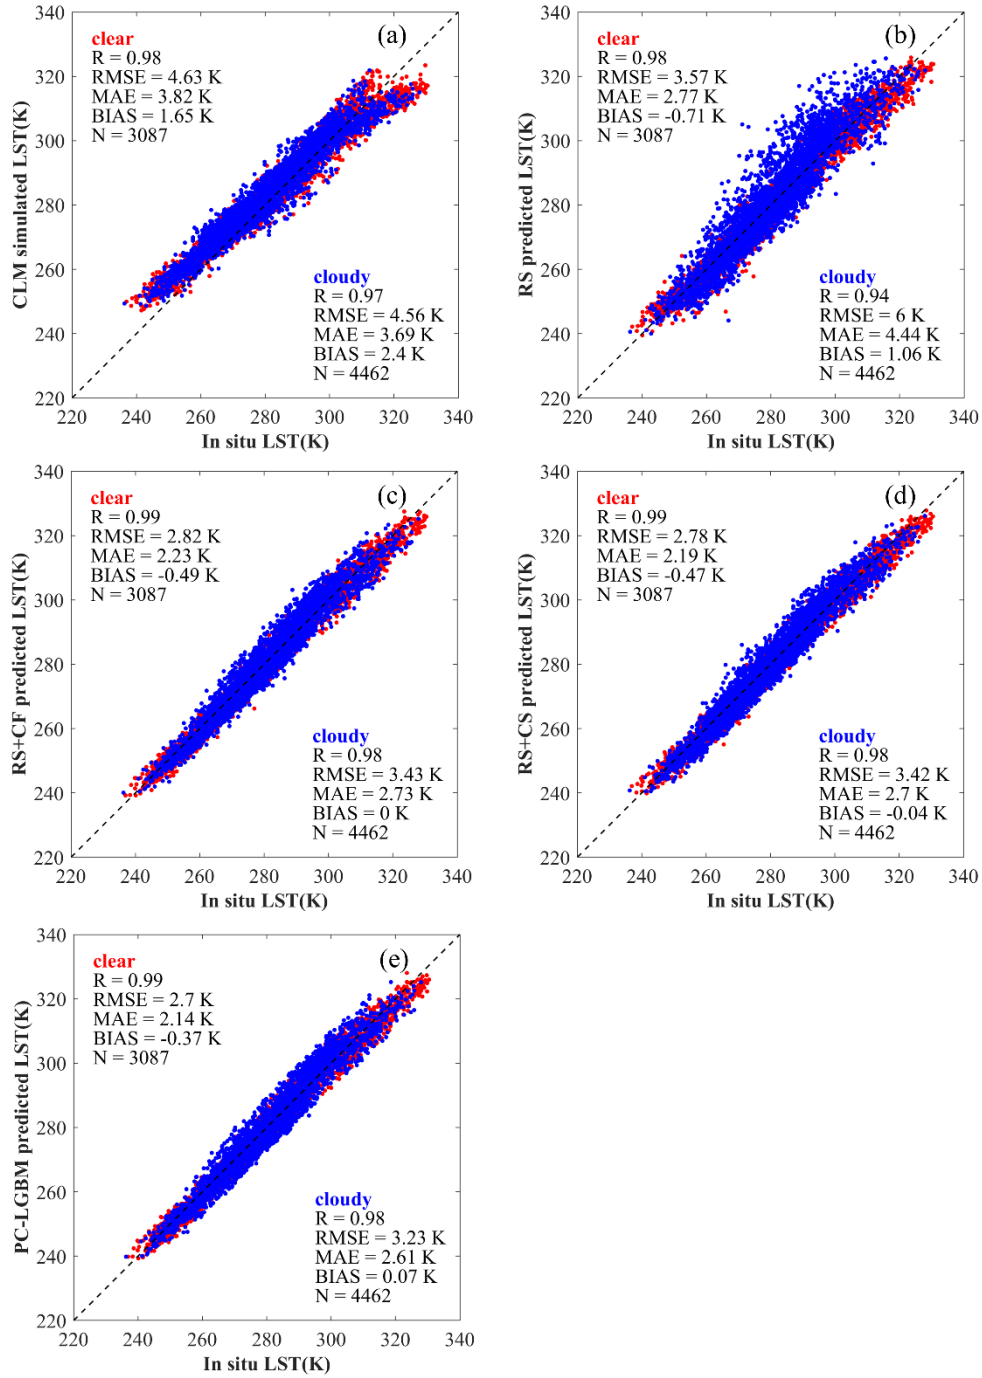 (a)
clear
R = 0.98
RMSE = 4.63 K
MAE = 3.82 K
BIAS = 1.65 K
N = 3087
cloudy
R = 0.97
RMSE = 4.56 K
MAE = 3.69 K
BIAS = 2.4 K
N = 4462
CLM simulated LST(K)
340
320
300
280
260
240
220
220 240 260 280 300 320 340
In situ LST(K)
(b)
clear
R = 0.98
RMSE = 3.57 K
MAE = 2.77 K
BIAS = -0.71 K
N = 3087
cloudy
R = 0.94
RMSE = 6 K
MAE = 4.44 K
BIAS = 1.06 K
N = 4462
RS predicted LST(K)
340
320
300
280
260
240
220
220 240 260 280 300 320 340
In situ LST(K)
(c)
clear
R = 0.99
RMSE = 2.82 K
MAE = 2.23 K
BIAS = -0.49 K
N = 3087
cloudy
R = 0.98
RMSE = 3.43 K
MAE = 2.73 K
BIAS = 0 K
N = 4462
RS+CF predicted LST(K)
340
320
300
280
260
240
220
220 240 260 280 300 320 340
In situ LST(K)
(d)
clear
R = 0.99
RMSE = 2.78 K
MAE = 2.19 K
BIAS = -0.47 K
N = 3087
cloudy
R = 0.98
RMSE = 3.42 K
MAE = 2.7 K
BIAS = -0.04 K
N = 4462
RS+CS predicted LST(K)
340
320
300
280
260
240
220
220 240 260 280 300 320 340
In situ LST(K)
(e)
clear
R = 0.99
RMSE = 2.7 K
MAE = 2.14 K
BIAS = -0.37 K
N = 3087
cloudy
R = 0.98
RMSE = 3.23 K
MAE = 2.61 K
BIAS = 0.07 K
N = 4462
PC-LGBM predicted LST(K)
340
320
300
280
260
240
220
220 240 260 280 300 320 340
In situ LST(K)